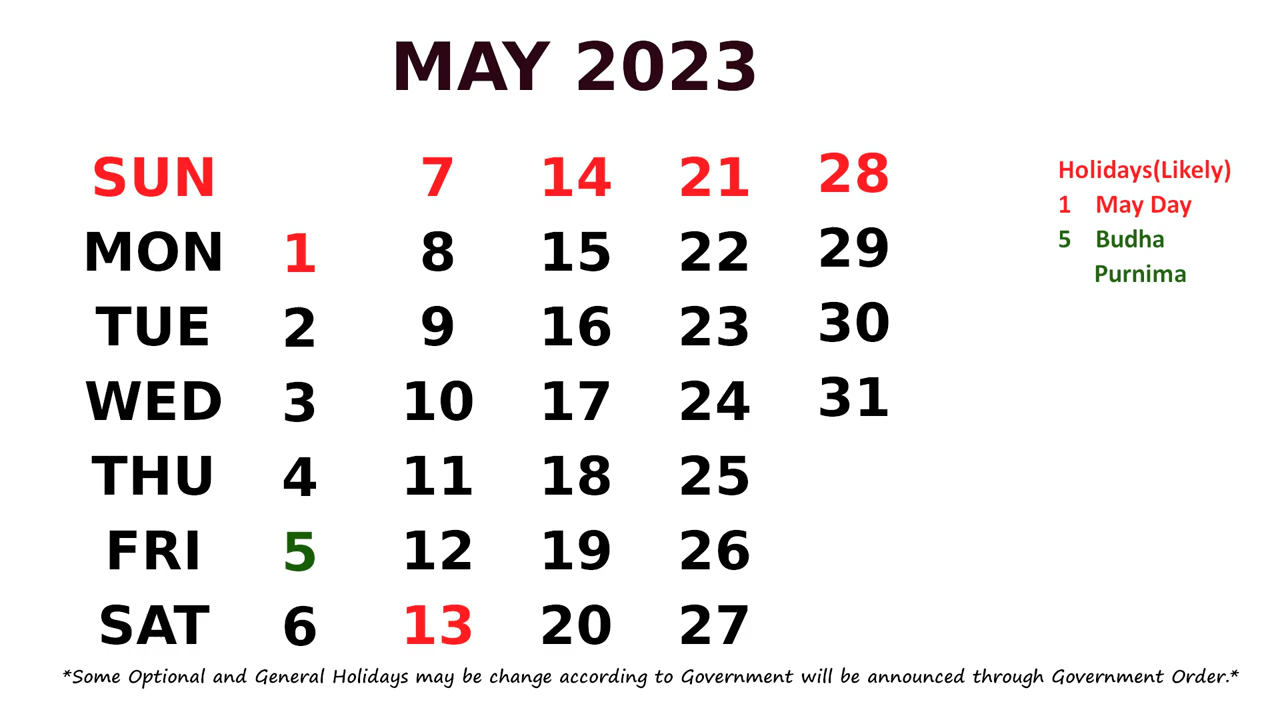 MAY 2023
SUN 7 14 21 28
MON 1 8 15 22 29
TUE 2 9 16 23 30
WED 3 10 17 24 31
THU 4 11 18 25
FRI 5 12 19 26
SAT 6 13 20 27
Holidays(Likely)
1 May Day
5 Budha
Purnima
*Some Optional and General Holidays may be change according to Government will be announced through Government Order.*